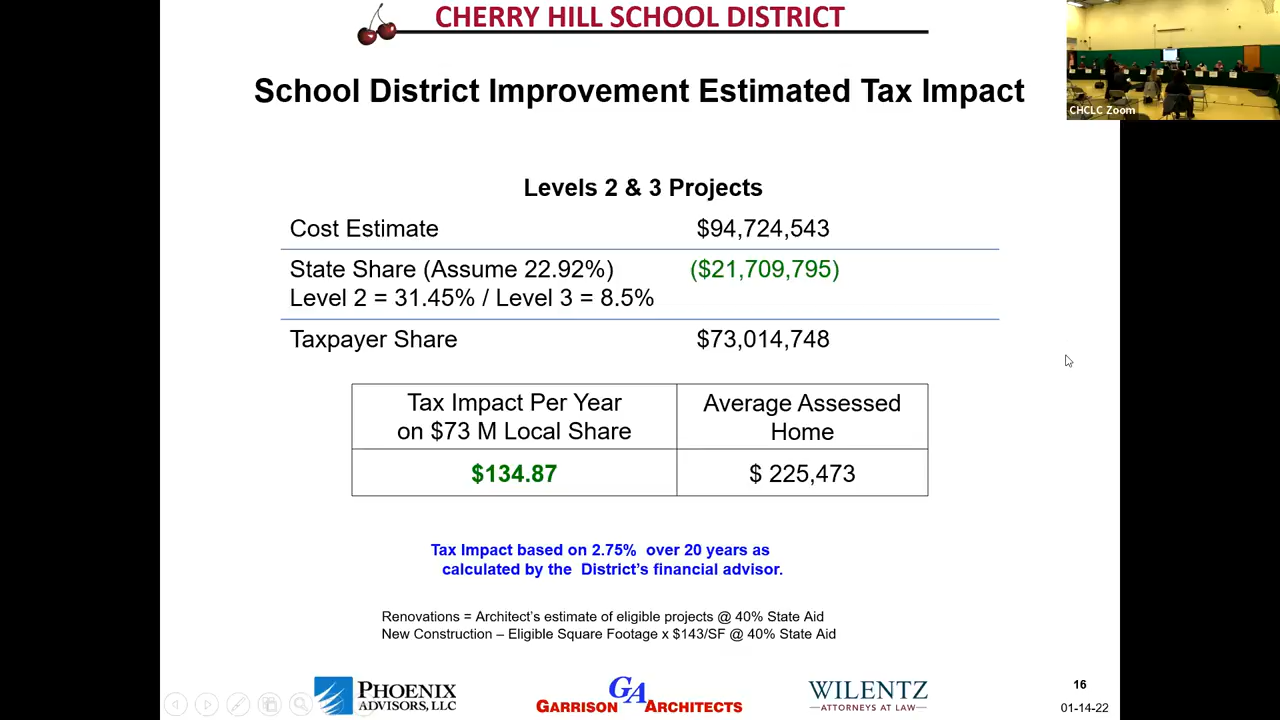 CHERRY HILL SCHOOL DISTRICT
CHCLC Zoom
School District Improvement Estimated Tax Impact
Levels 2 & 3 Projects
Cost Estimate $94,724,543
State Share (Assume 22.92%) ($21,709,795)
Level 2 = 31.45% / Level 3 = 8.5%
Taxpayer Share $73,014,748
Tax Impact Per Year
on $73 M Local Share
Average Assessed
Home
$134.87
$ 225,473
Tax Impact based on 2.75% over 20 years as
calculated by the District's financial advisor.
Renovations = Architect's estimate of eligible projects @ 40% State Aid
New Construction – Eligible Square Footage x $143/SF @ 40% State Aid
PHOENIX
ADVISORS, LLC
GA
GARRISON ARCHITECTS
WILENTZ
ATTORNEYS AT LAW
16
01-14-22